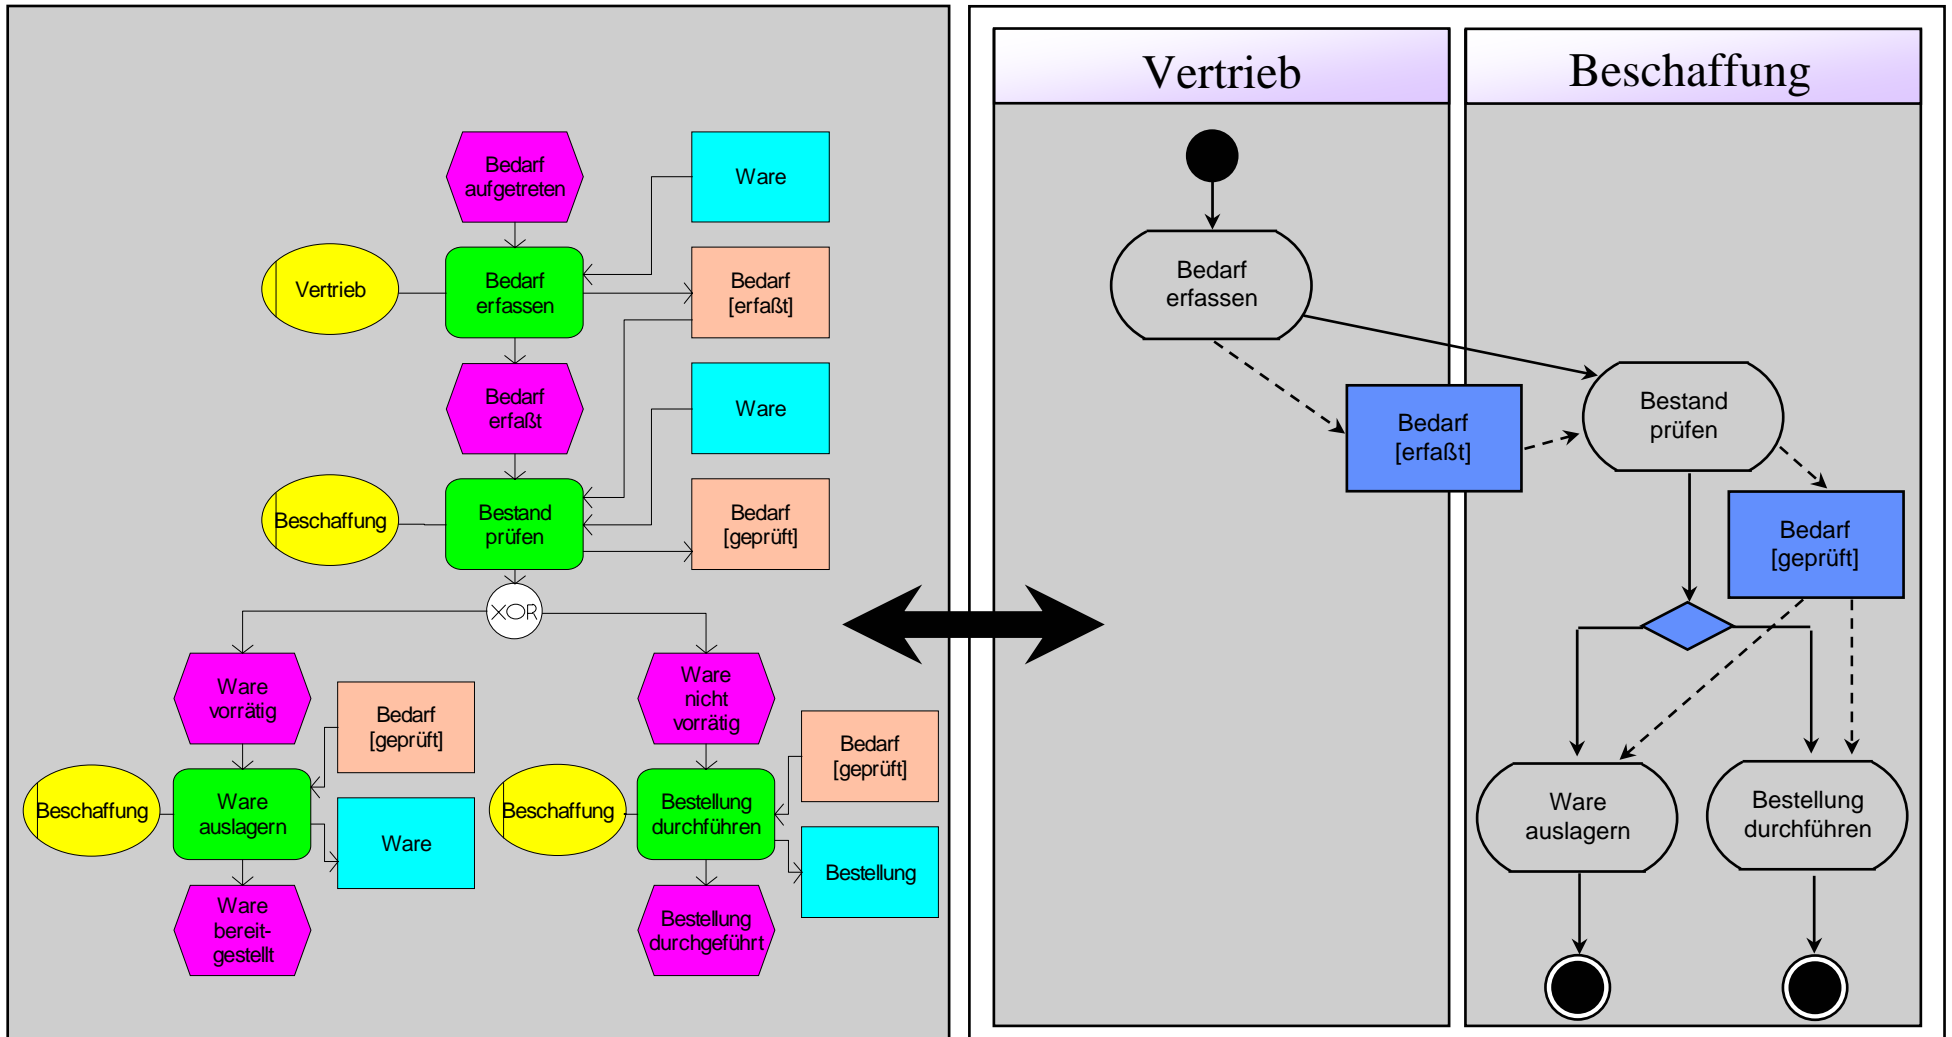 Bedarf
aufgetreten
Ware
Vertrieb
Bedarf
erfassen
Bedarf
[erfaßt]
Bedarf
erfaßt
Ware
Beschaffung
Bestand
prüfen
Bedarf
[geprüft]
XOR
Ware
vorrätig
Bedarf
[geprüft]
Ware
nicht
vorrätig
Bedarf
[geprüft]
Beschaffung
Ware
auslagern
Ware
Beschaffung
Bestellung
durchführen
Bestellung
Ware
bereit-
gestellt
Bestellung
durchgeführt
Vertrieb
Beschaffung
Bedarf
erfassen
Bedarf
[erfaßt]
Bestand
prüfen
Bedarf
[geprüft]
Ware
auslagern
Bestellung
durchführen